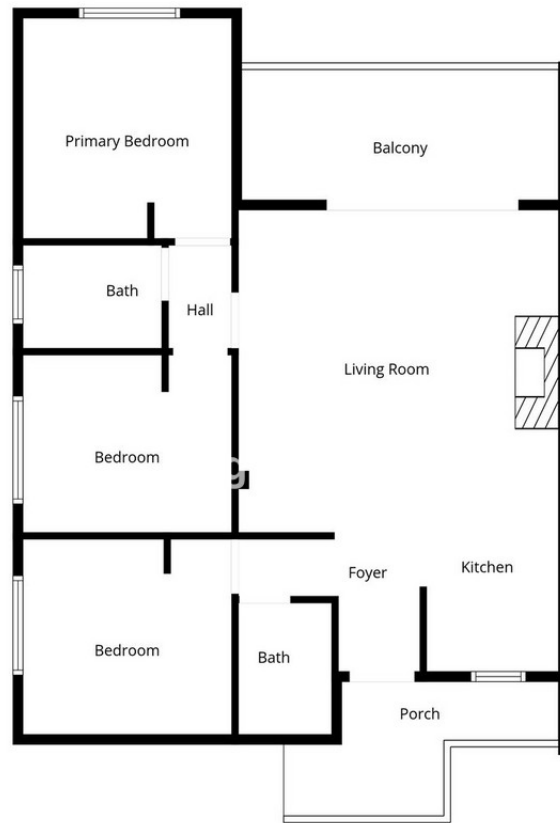 Primary Bedroom
Balcony
Bath
Hall
Living Room
Bedroom
Foyer
Kitchen
Bedroom
Bath
Porch